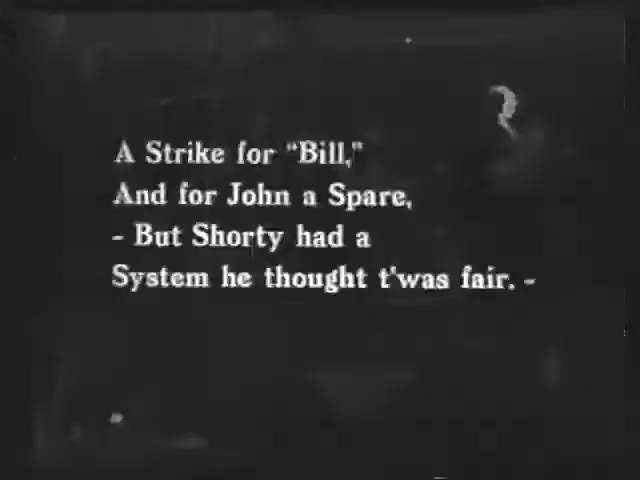 A Strike for "Bill,"
And for John a Spare,
- But Shorty had a
System he thought t'was fair. -